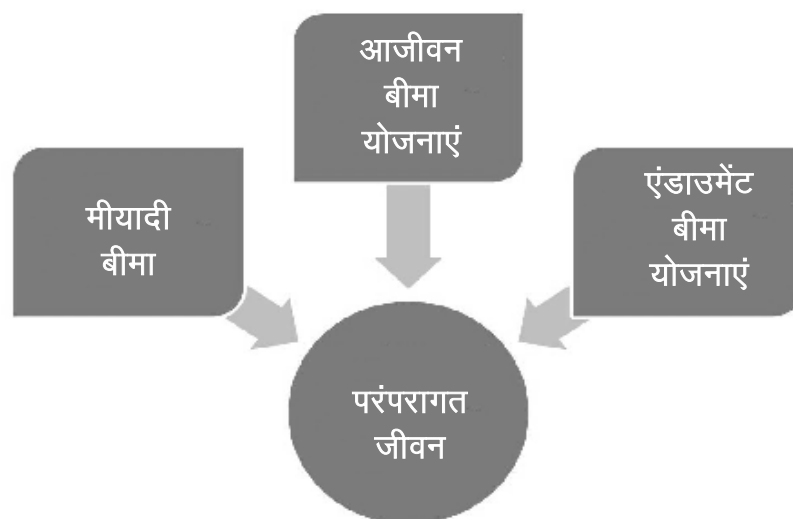 आजीवन
बीमा
योजनाएं
मीयादी
बीमा
एंडाउमेंट
बीमा
योजनाएं
परंपरागत
जीवन